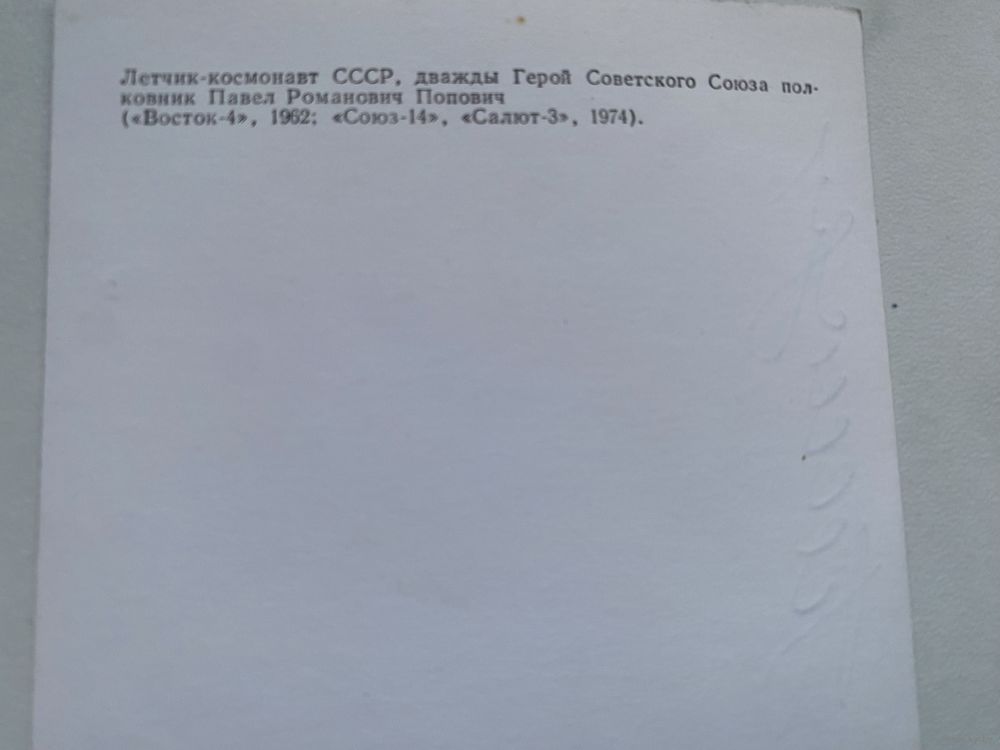 Летчик-космонавт СССР, дважды Герой Советского Союза пол-
ковник Павел Романович Попович
(«Восток-4», 1962; «Союз-14», «Салют-3», 1974).